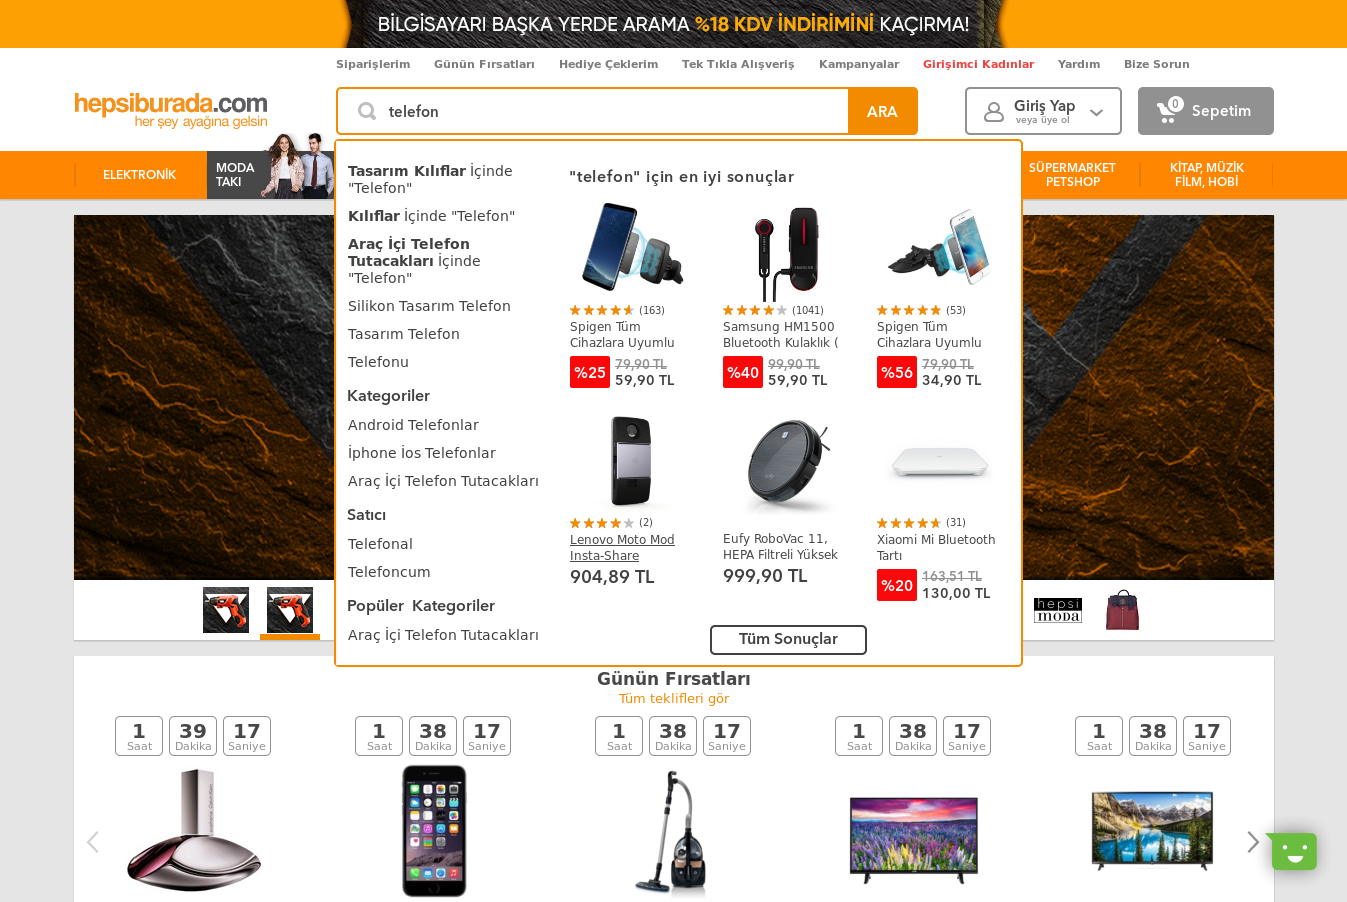 BİLGİSAYARI BAŞKA YERDE ARAMA %18 KDV İNDİRİMİNİ KAÇIRMA!
Siparişlerim Günün Fırsatları Hediye Çeklerim Tek Tıkla Alışveriş Kampanyalar Girişimci Kadınlar Yardım Bize Sorun
hepsiburada.com
her şey ayağına gelsin
telefon
ARA
Giriş Yap
veya üye ol
0
Sepetim
ELEKTRONİK
MODA
TAKI
SÜPERMARKET
PETSHOP
KİTAP, MÜZİK
FİLM, HOBİ
Tasarım Kılıflar İçinde
"Telefon"
Kılıflar İçinde "Telefon"
Araç İçi Telefon
Tutacakları İçinde
"Telefon"
Silikon Tasarım Telefon
Tasarım Telefon
Telefonu
Kategoriler
Android Telefonlar
İphone İos Telefonlar
Araç İçi Telefon Tutacakları
Satıcı
Telefonal
Telefoncum
Popüler Kategoriler
Araç İçi Telefon Tutacakları
"telefon" için en iyi sonuçlar
(163)
Spigen Tüm
Cihazlara Uyumlu
%25
79,90 TL
59,90 TL
(1041)
Samsung HM1500
Bluetooth Kulaklık (
%40
99,90 TL
59,90 TL
(53)
Spigen Tüm
Cihazlara Uyumlu
%56
79,90 TL
34,90 TL
(2)
Lenovo Moto Mod
Insta-Share
904,89 TL
Eufy RoboVac 11,
HEPA Filtreli Yüksek
999,90 TL
(31)
Xiaomi Mi Bluetooth
Tartı
%20
163,51 TL
130,00 TL
Tüm Sonuçlar
hepsi
moda
Günün Fırsatları
Tüm teklifleri gör
1 39 17
Saat Dakika Saniye
1 38 17
Saat Dakika Saniye
1 38 17
Saat Dakika Saniye
1 38 17
Saat Dakika Saniye
1 38 17
Saat Dakika Saniye